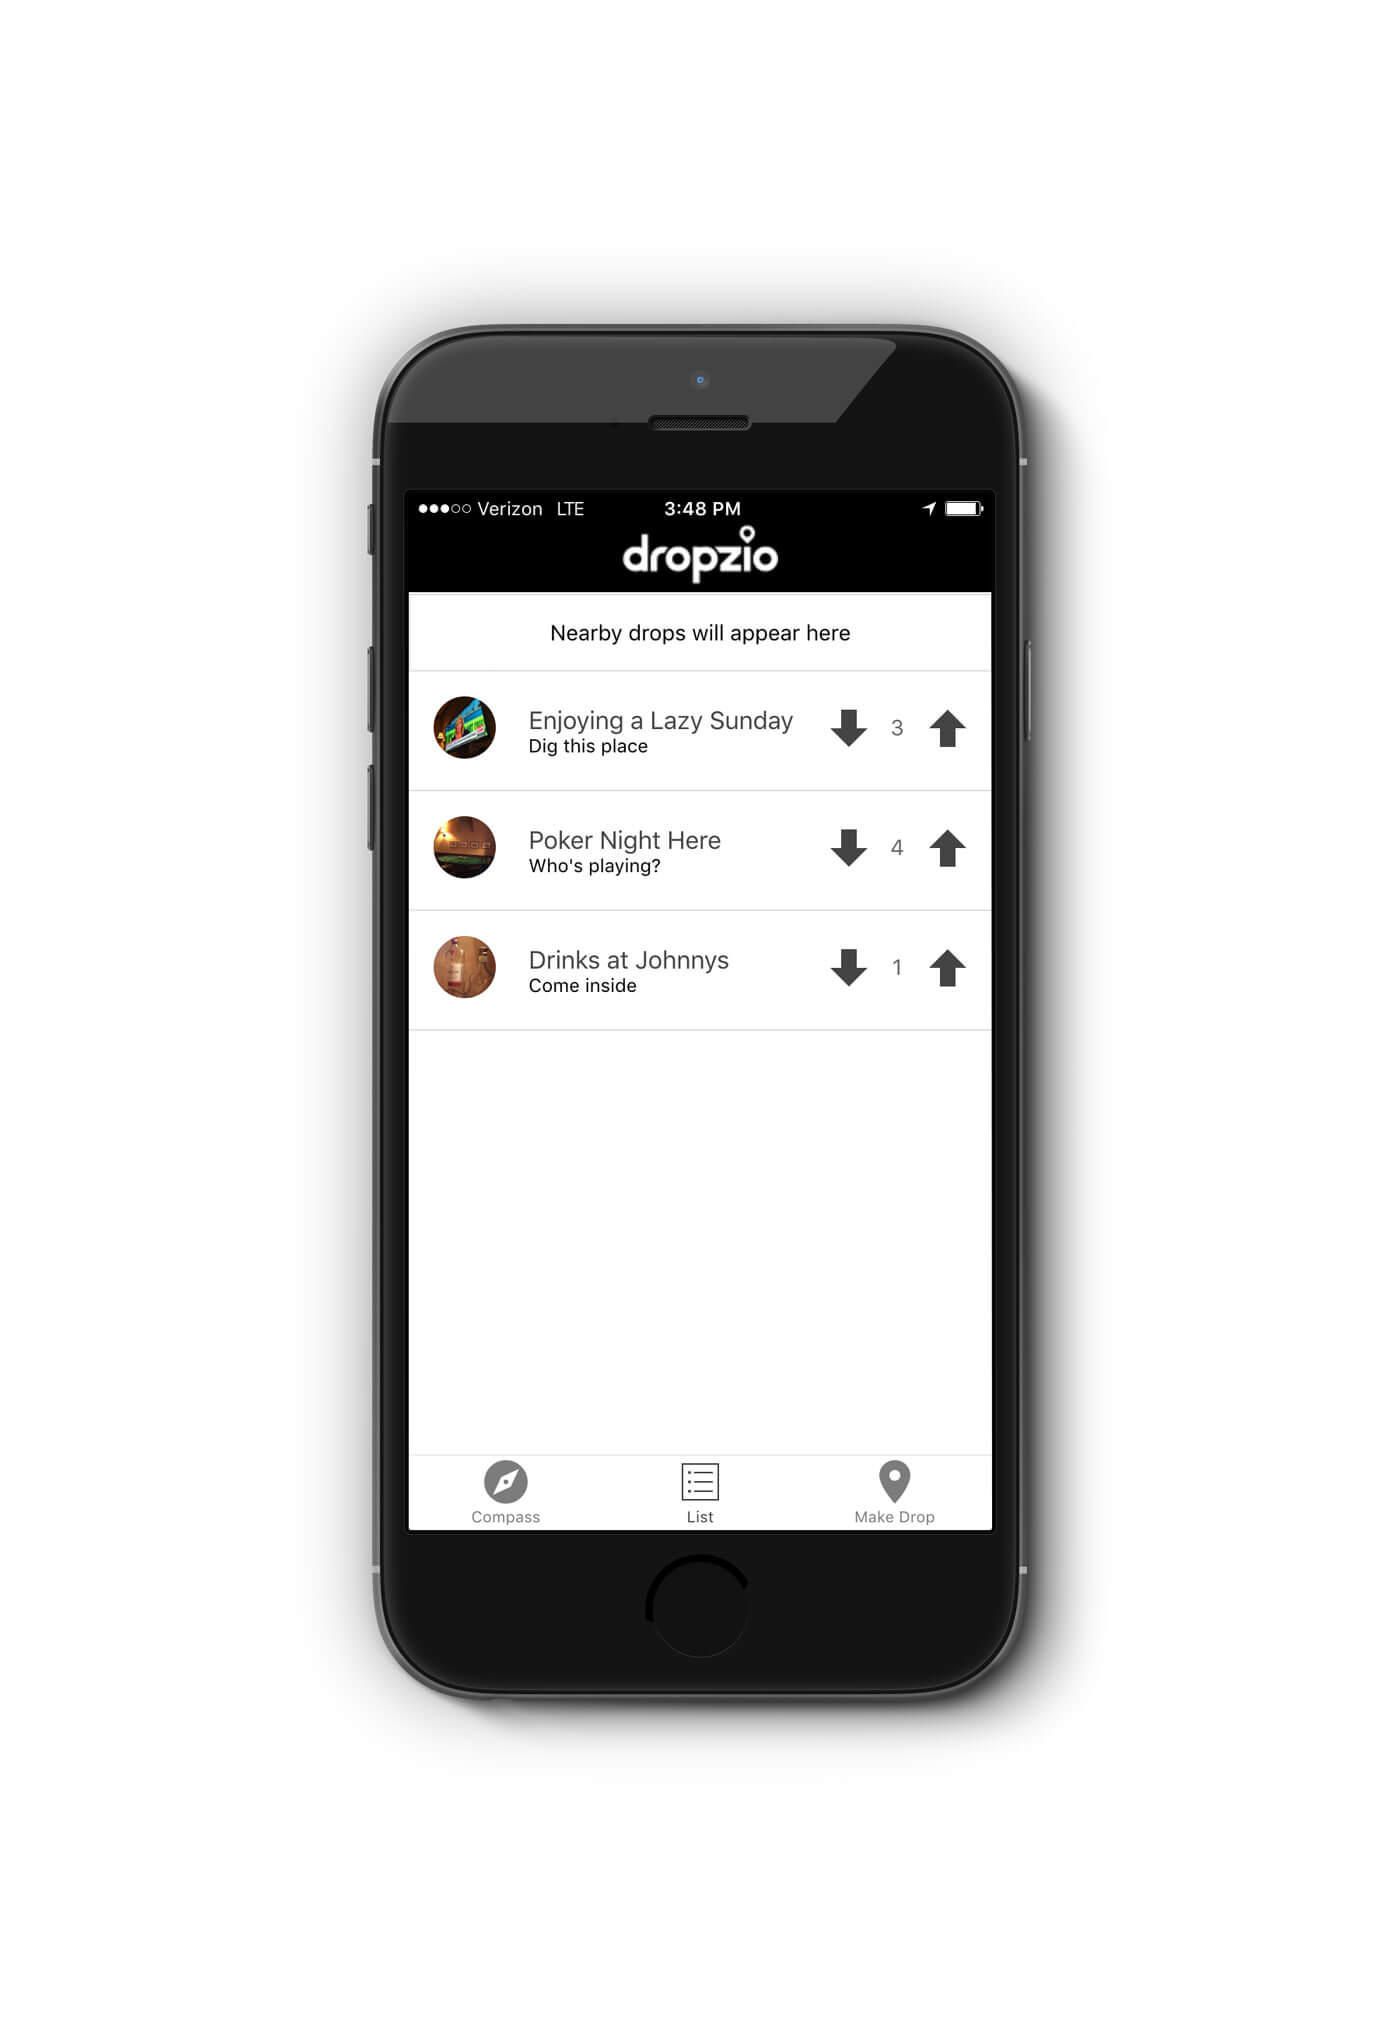 Verizon LTE 3:48 PM
dropzio
Nearby drops will appear here
Enjoying a Lazy Sunday
Dig this place
3
Poker Night Here
Who's playing?
4
Drinks at Johnnys
Come inside
1
Compass List Make Drop